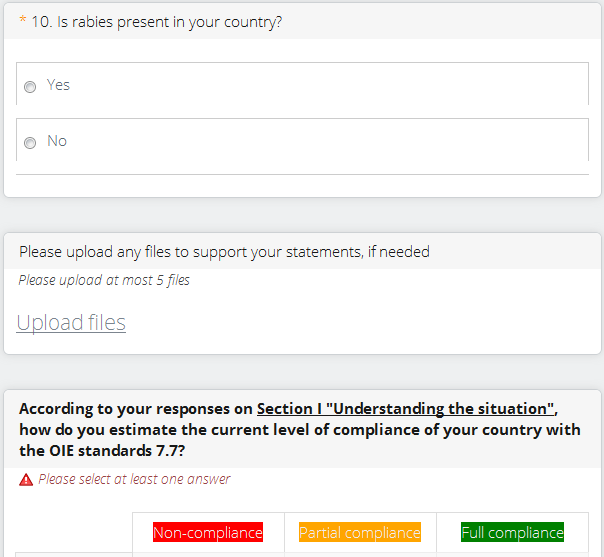 * 10. Is rabies present in your country?
Yes
No
Please upload any files to support your statements, if needed
Please upload at most 5 files
Upload files
According to your responses on Section I "Understanding the situation",
how do you estimate the current level of compliance of your country with
the OIE standards 7.7?
Please select at least one answer
Non-compliance Partial compliance Full compliance